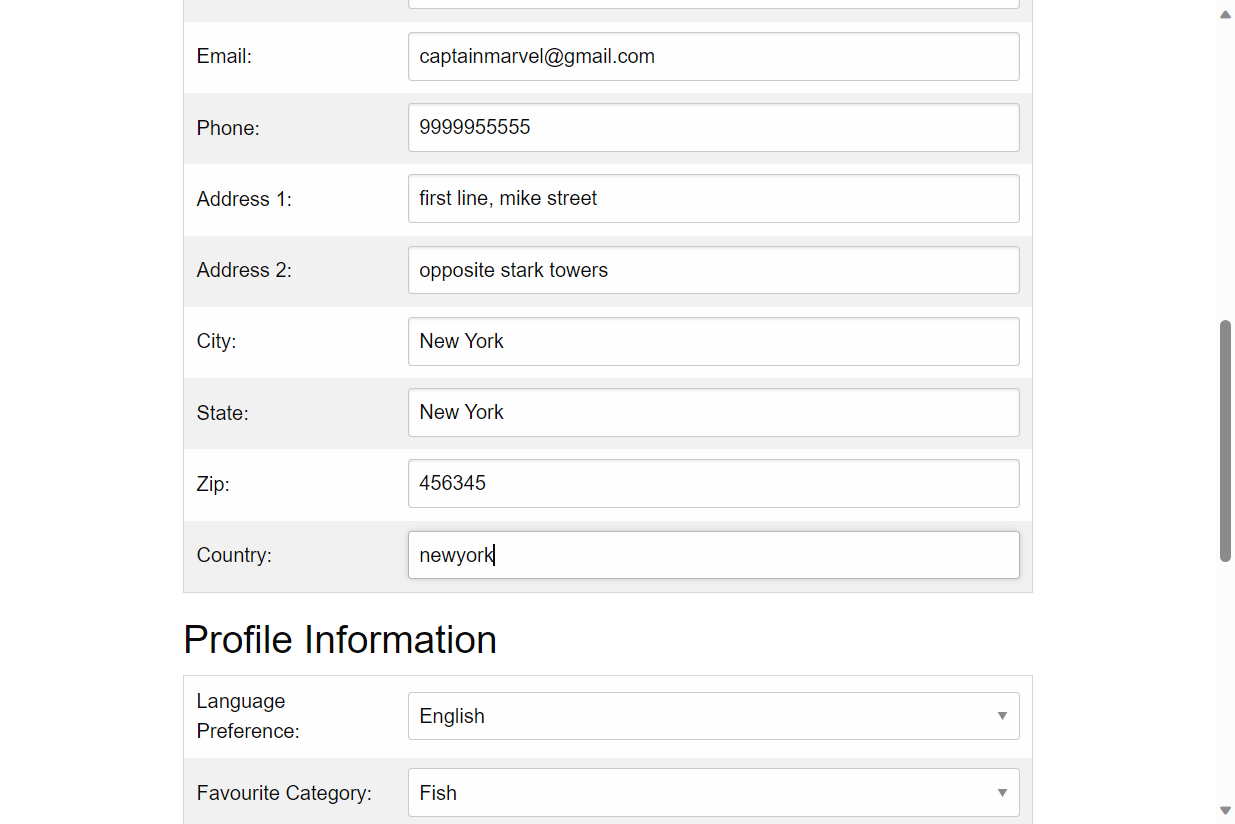 Email:
captainmarvel@gmail.com
Phone:
9999955555
Address 1:
first line, mike street
Address 2:
opposite stark towers
City:
New York
State:
New York
Zip:
456345
Country:
newyork
Profile Information
Language
Preference:
English
Favourite Category:
Fish